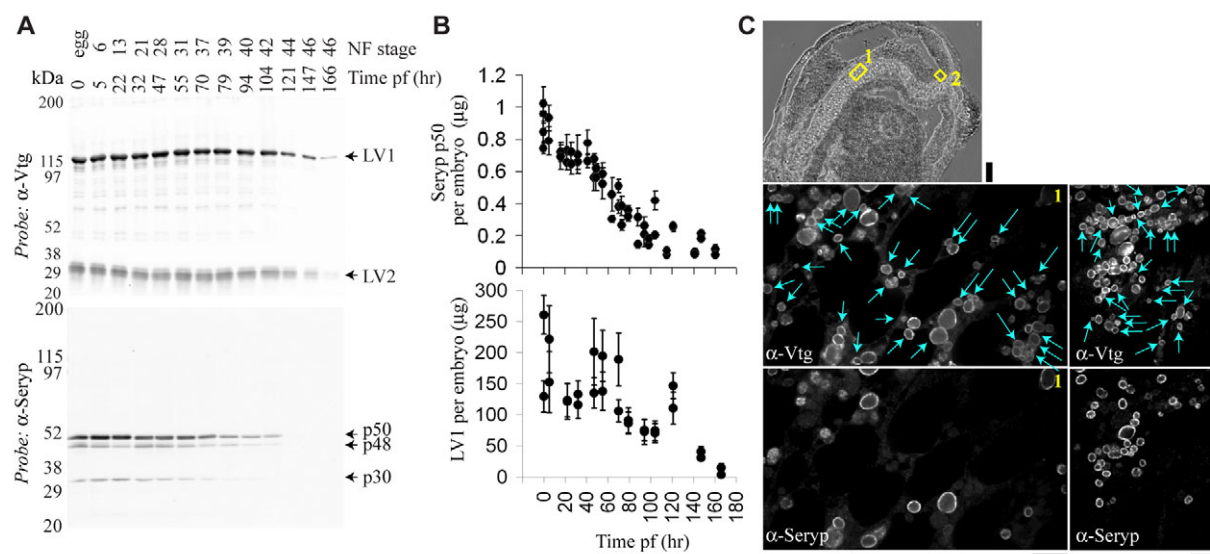 A
egg 6 13 21 28 31 37 39 40 42 44 46 46
NF stage
kDa
0 5 22 32 47 55 70 79 94 104 121 147 166
Time pf (hr)
200
115
97
52
38
29
20
Probe: α-Vtg
LV1
LV2
200
115
97
52
38
29
20
Probe: α-Seryp
p50
p48
p30
B
1.2
1
0.8
0.6
0.4
0.2
0
Seryp p50
per embryo (µg)
300
250
200
150
100
50
0
LV1 per embryo (µg)
0 20 40 60 80 100 120 140 160 180
Time pf (hr)
C
1
2
1
α-Vtg
α-Vtg
1
α-Seryp
α-Seryp